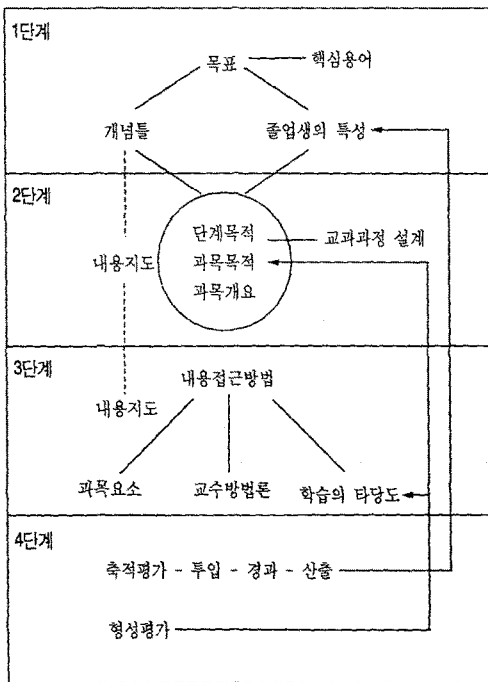 1단계
목표 핵심용어
개념틀 졸업생의 특성
2단계
단계목적 교과과정 설계
내용지도 과목목적
과목개요
3단계
내용접근방법
내용지도
과목요소 교수방법론 학습의 타당도
4단계
축적평가 - 투입 - 경과 - 산출
형성평가